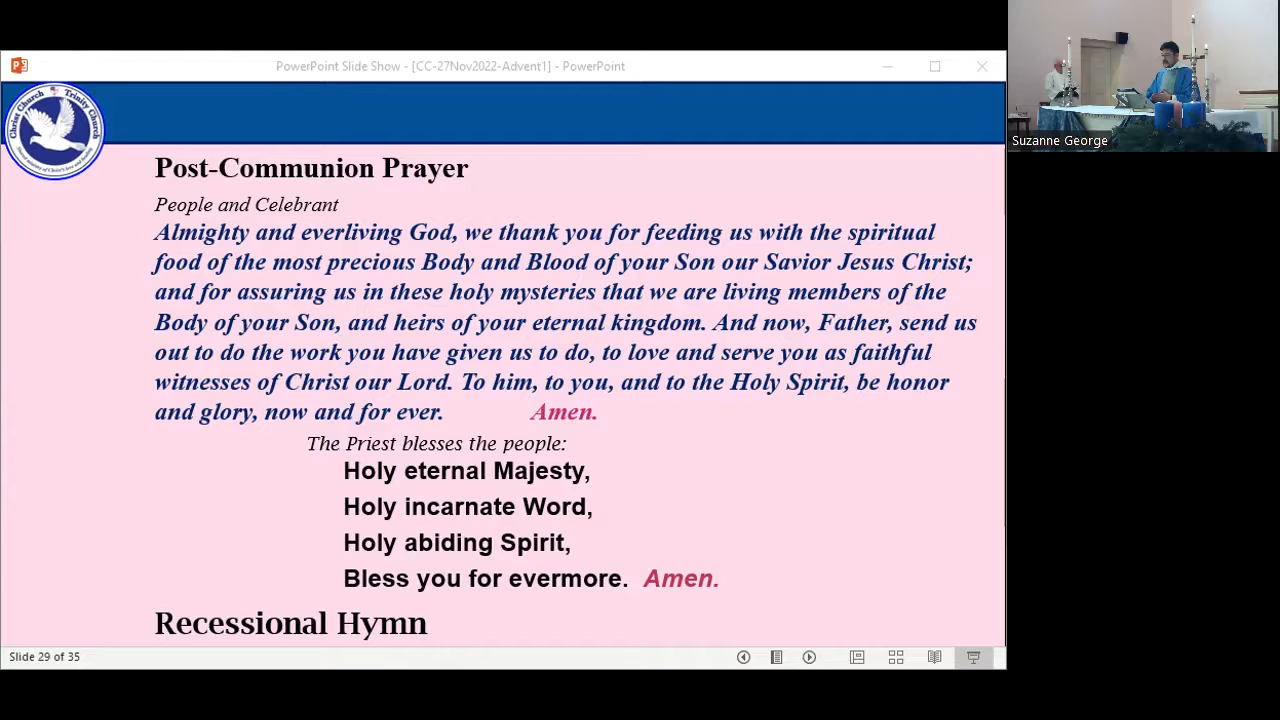 PowerPoint Slide Show - [CC-27Nov2022-Advent1] - PowerPoint
Christ Church Trinity Church
Post-Communion Prayer
People and Celebrant
Almighty and everliving God, we thank you for feeding us with the spiritual
food of the most precious Body and Blood of your Son our Savior Jesus Christ;
and for assuring us in these holy mysteries that we are living members of the
Body of your Son, and heirs of your eternal kingdom. And now, Father, send us
out to do the work you have given us to do, to love and serve you as faithful
witnesses of Christ our Lord. To him, to you, and to the Holy Spirit, be honor
and glory, now and for ever. Amen.
The Priest blesses the people:
Holy eternal Majesty,
Holy incarnate Word,
Holy abiding Spirit,
Bless you for evermore. Amen.
Recessional Hymn
Slide 29 of 35
Suzanne George